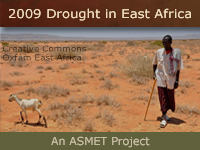 2009 Drought in East Africa
Creative Commons
Oxfam East Africa
An ASMET Project